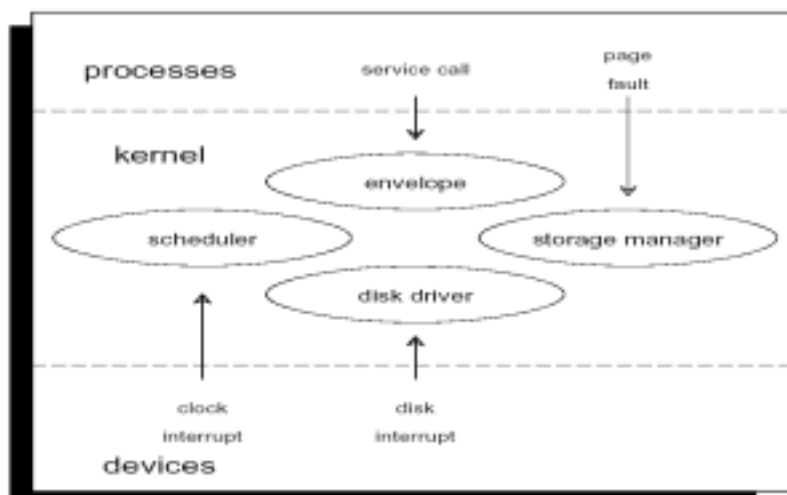 processes
service call
page
fault
kernel
envelope
scheduler
storage manager
disk driver
clock
interrupt
disk
interrupt
devices